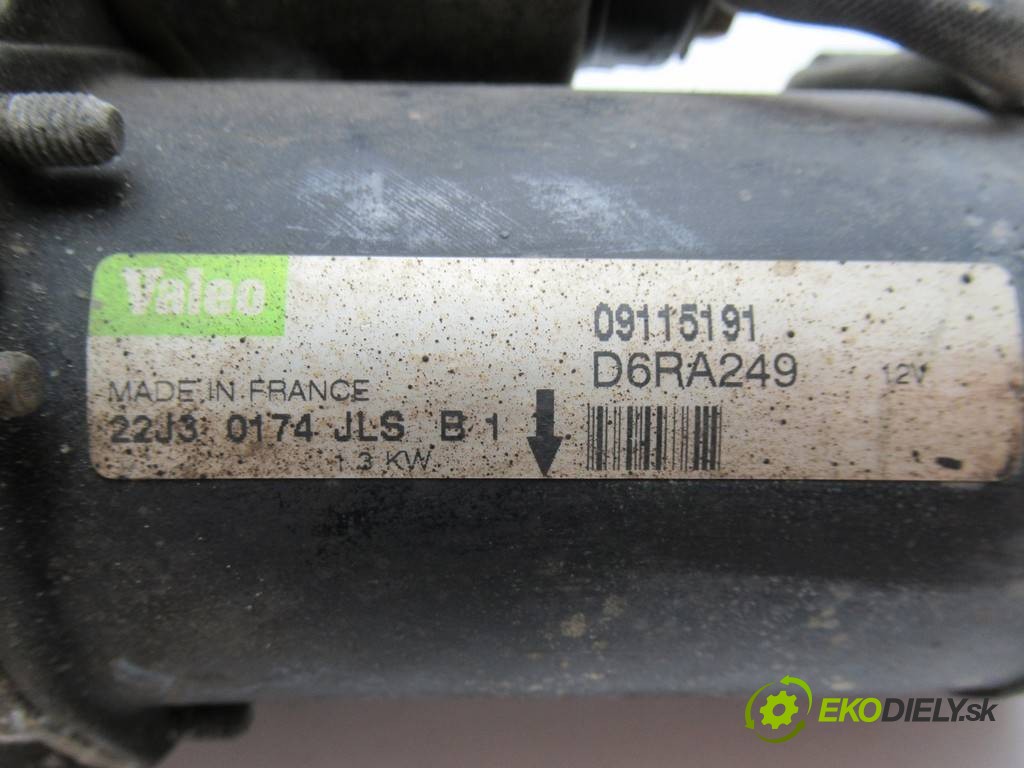 Valeo
09115191
D6RA249
12V
MADE IN FRANCE
22J3 0174 JLS B 1
1.3 KW
EKODIELY.sk